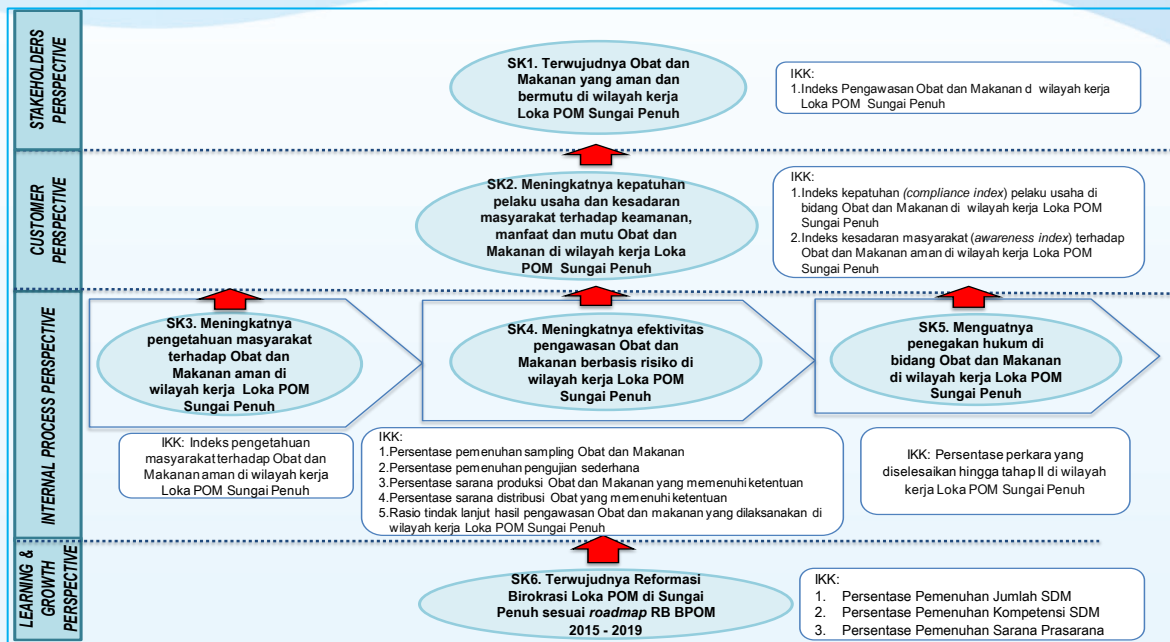 STAKEHOLDERS
PERSPECTIVE
SK1. Terwujudnya Obat dan
Makanan yang aman dan
bermutu di wilayah kerja
Loka POM Sungai Penuh
IKK:
1.Indeks Pengawasan Obat dan Makanan d wilayah kerja
Loka POM Sungai Penuh
CUSTOMER
PERSPECTIVE
SK2. Meningkatnya kepatuhan
pelaku usaha dan kesadaran
masyarakat terhadap keamanan,
manfaat dan mutu Obat dan
Makanan di wilayah kerja Loka
POM Sungai Penuh
IKK:
1.Indeks kepatuhan (compliance index) pelaku usaha di
bidang Obat dan Makanan di wilayah kerja Loka POM
Sungai Penuh
2.Indeks kesadaran masyarakat (awareness index) terhadap
Obat dan Makanan aman di wilayah kerja Loka POM
Sungai Penuh
INTERNAL PROCESS PERSPECTIVE
SK3. Meningkatnya
pengetahuan masyarakat
terhadap Obat dan
Makanan aman di
wilayah kerja Loka POM
Sungai Penuh
SK4. Meningkatnya efektivitas
pengawasan Obat dan
Makanan berbasis risiko di
wilayah kerja Loka POM
Sungai Penuh
SK5. Menguatnya
penegakan hukum di
bidang Obat dan Makanan
di wilayah kerja Loka POM
Sungai Penuh
IKK: Indeks pengetahuan
masyarakat terhadap Obat dan
Makanan aman di wilayah kerja
Loka POM Sungai Penuh
IKK:
1.Persentase pemenuhan sampling Obat dan Makanan
2.Persentase pemenuhan pengujian sederhana
3.Persentase sarana produksi Obat dan Makanan yang memenuhi ketentuan
4.Persentase sarana distribusi Obat yang memenuhi ketentuan
5.Rasio tindak lanjut hasil pengawasan Obat dan makanan yang dilaksanakan di
wilayah kerja Loka POM Sungai Penuh
IKK: Persentase perkara yang
diselesaikan hingga tahap II di wilayah
kerja Loka POM Sungai Penuh
LEARNING &
GROWTH
PERSPECTIVE
SK6. Terwujudnya Reformasi
Birokrasi Loka POM di Sungai
Penuh sesuai roadmap RB BPOM
2015 - 2019
IKK:
1. Persentase Pemenuhan Jumlah SDM
2. Persentase Pemenuhan Kompetensi SDM
3. Persentase Pemenuhan Sarana Prasarana